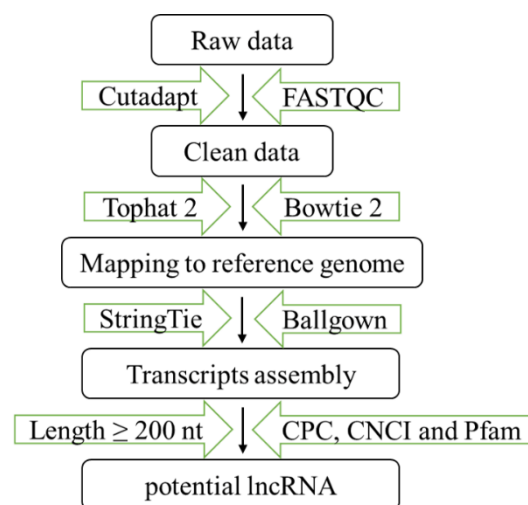 Raw data
Cutadapt FASTQC
Clean data
Tophat 2 Bowtie 2
Mapping to reference genome
StringTie Ballgown
Transcripts assembly
Length ≥ 200 nt CPC, CNCI and Pfam
potential lncRNA